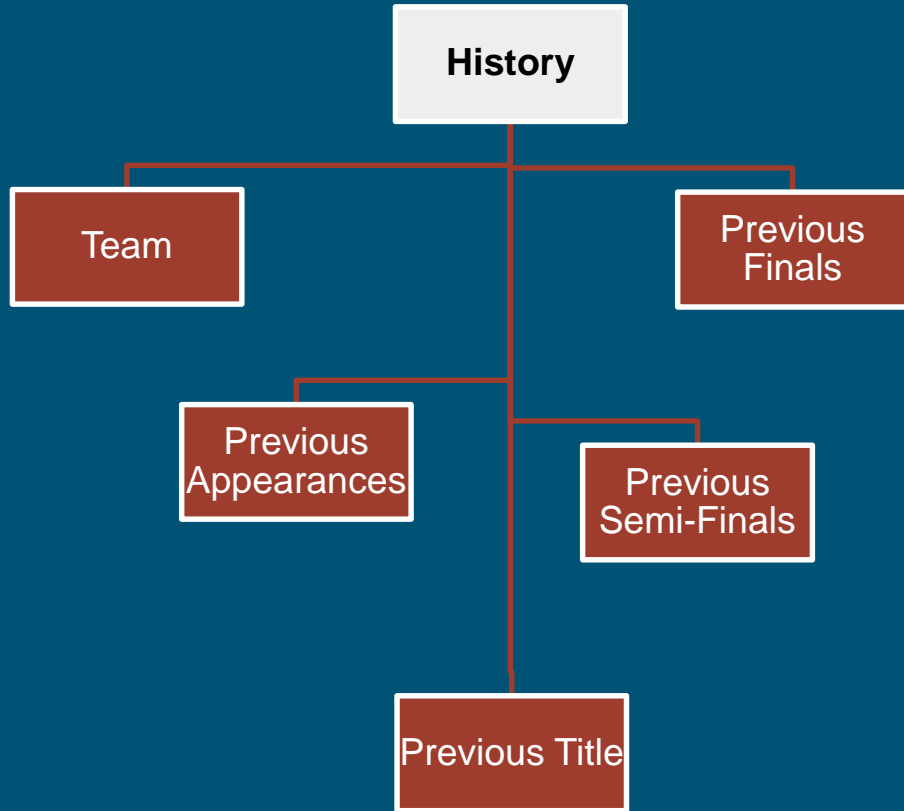 History
Team
Previous
Finals
Previous
Appearances
Previous
Semi-Finals
Previous Title